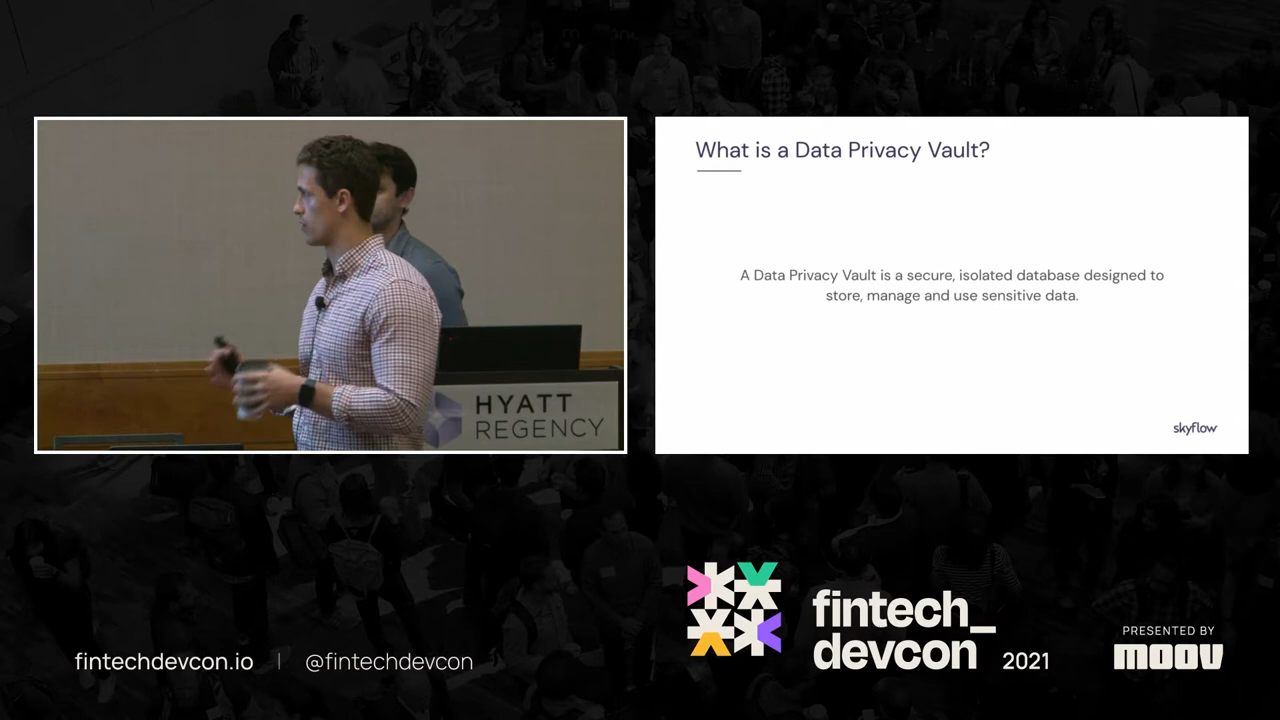 What is a Data Privacy Vault?
A Data Privacy Vault is a secure, isolated database designed to
store, manage and use sensitive data.
skyflow
HYATT
REGENCY
fintech_
devcon 2021
PRESENTED BY
moov
fintechdevcon.io | @fintechdevcon